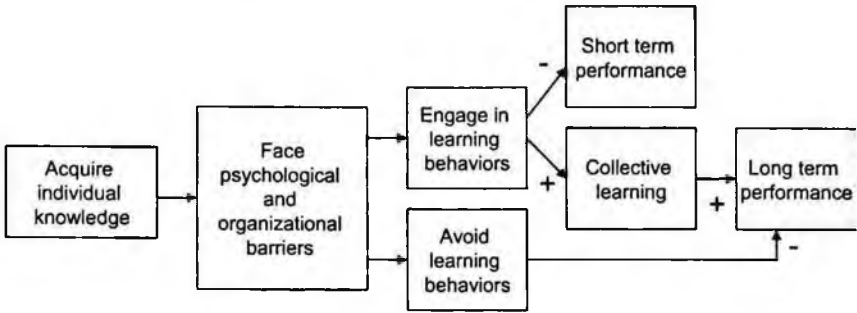 Short term
performance
-
Engage in
learning
behaviors
Face
psychological
and
organizational
barriers
Acquire
individual
knowledge
+
Collective
learning
+
Long term
performance
Avoid
learning
behaviors
-